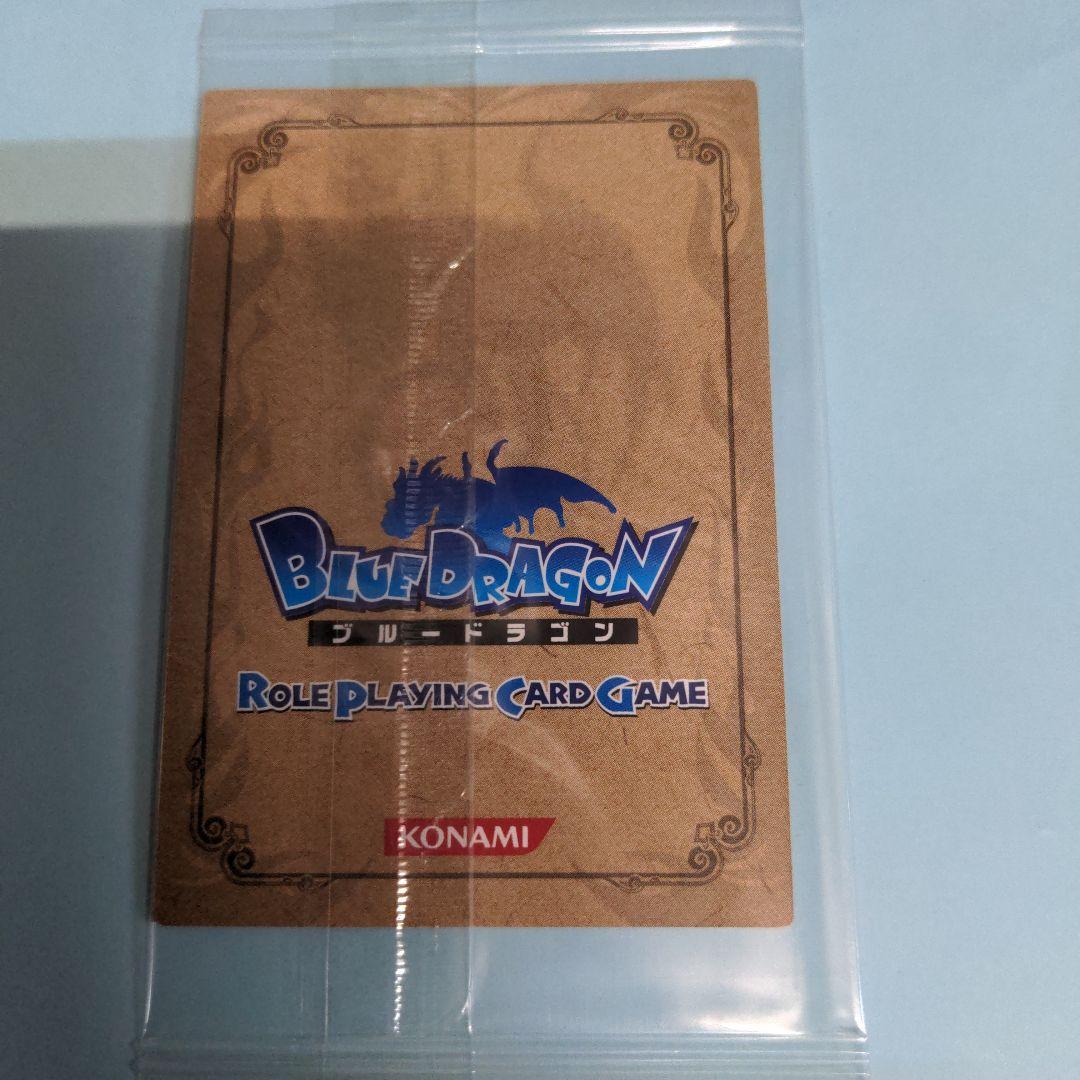 BLUE DRAGON
ブルードラゴン
ROLE PLAYING CARD GAME
KONAMI